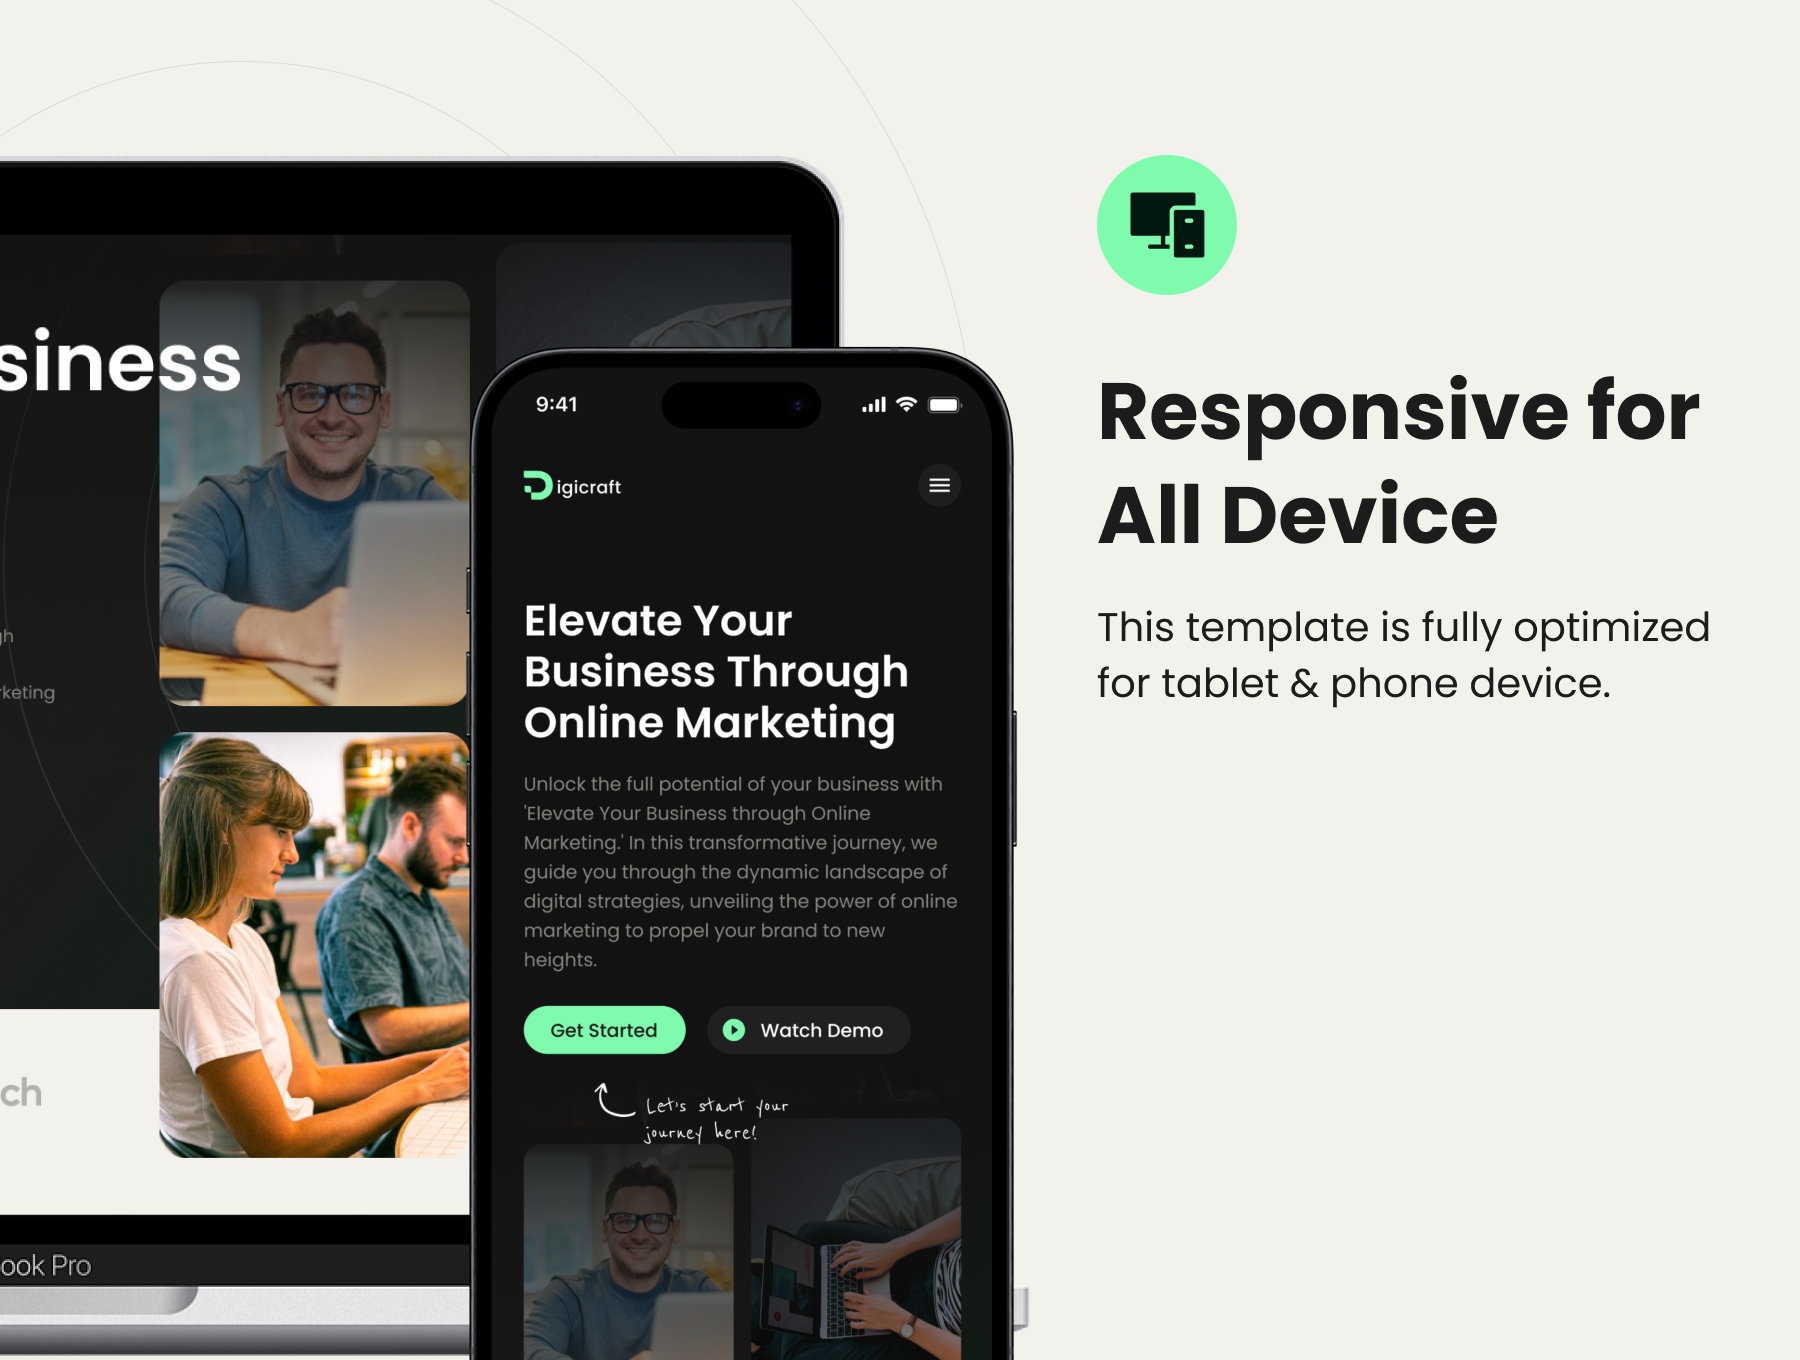 siness
gh
keting
ch
ook Pro
9:41
Digicraft
Elevate Your
Business Through
Online Marketing
Unlock the full potential of your business with
'Elevate Your Business through Online
Marketing.' In this transformative journey, we
guide you through the dynamic landscape of
digital strategies, unveiling the power of online
marketing to propel your brand to new
heights.
Get Started
Watch Demo
Let's start your
journey here!
Responsive for
All Device
This template is fully optimized
for tablet & phone device.